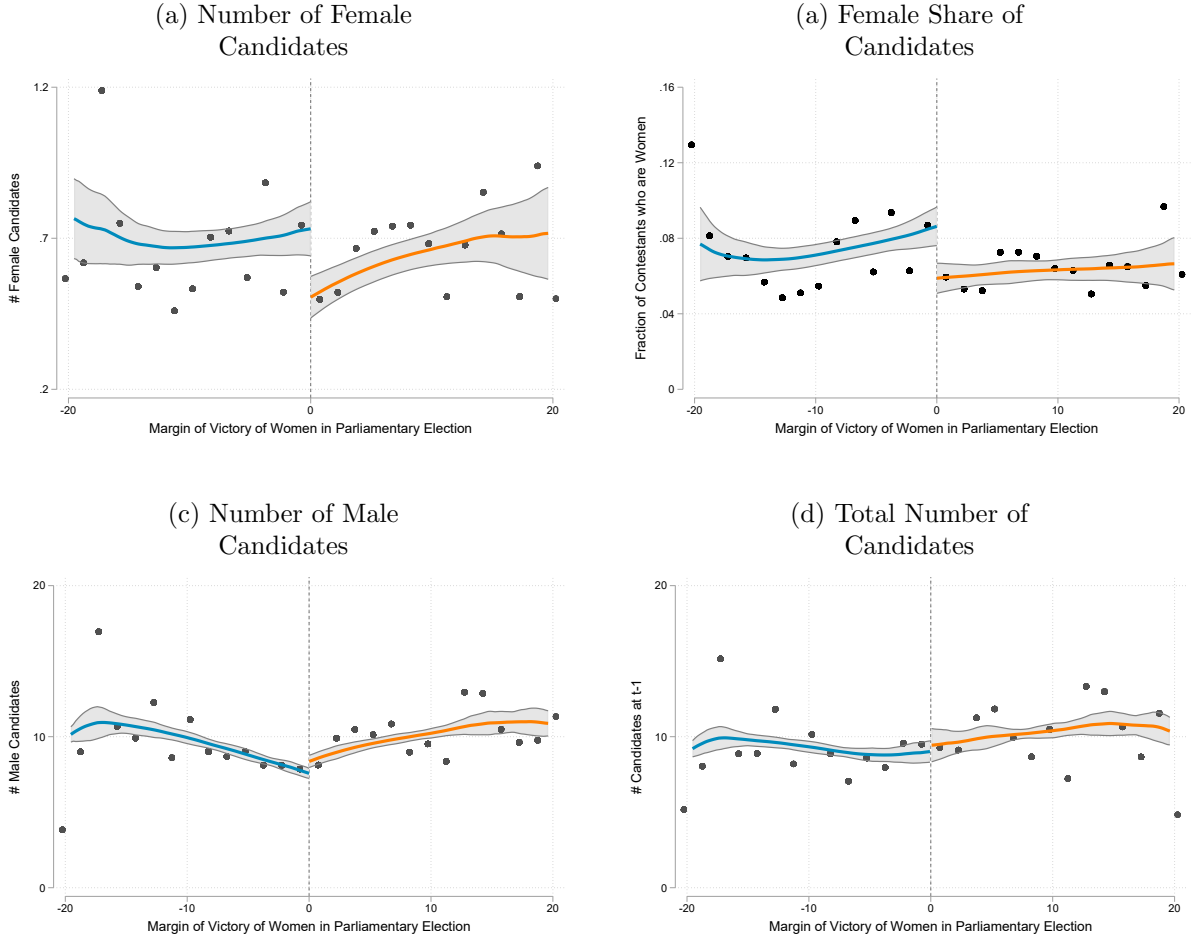 (a) Number of Female
Candidates
1.2
.7
.2
# Female Candidates
-20 -10 0 10 20
Margin of Victory of Women in Parliamentary Election
(a) Female Share of
Candidates
.16
.12
.08
.04
0
Fraction of Contestants who are Women
-20 -10 0 10 20
Margin of Victory of Women in Parliamentary Election
(c) Number of Male
Candidates
20
10
0
# Male Candidates
-20 -10 0 10 20
Margin of Victory of Women in Parliamentary Election
(d) Total Number of
Candidates
20
10
0
# Candidates at t-1
-20 -10 0 10 20
Margin of Victory of Women in Parliamentary Election